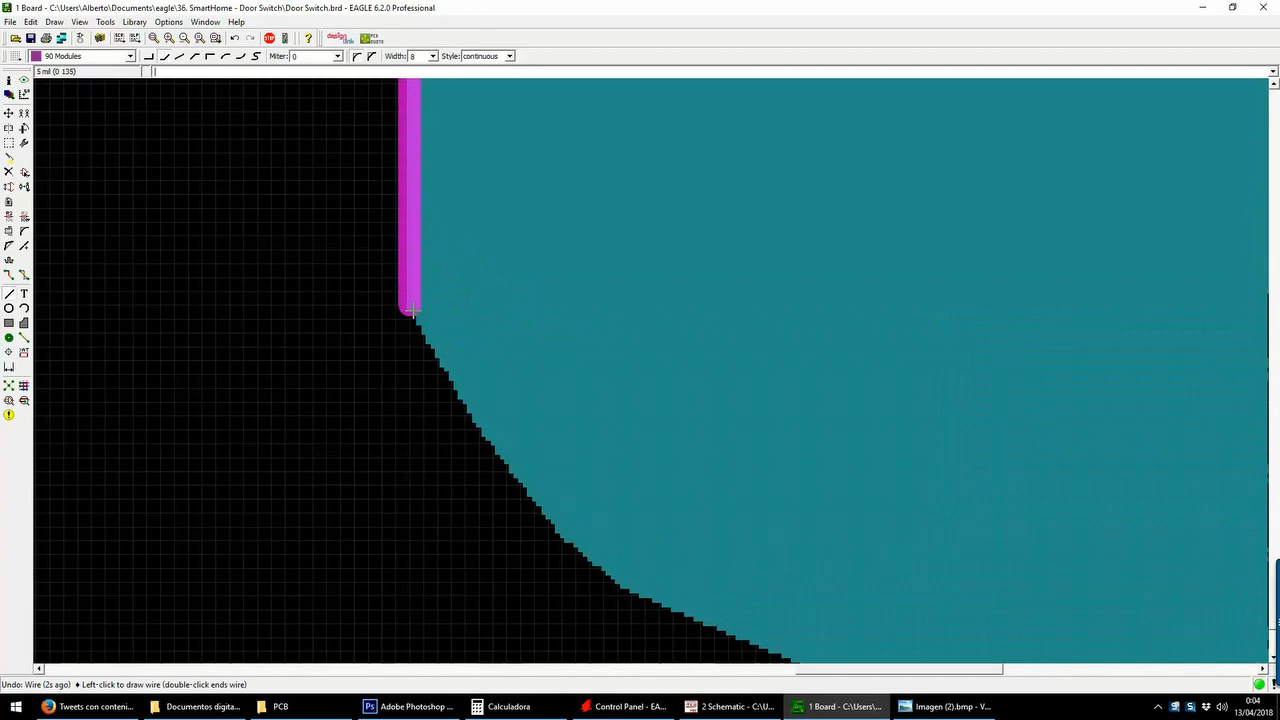 1 Board - C:\Users\Alberto\Documents\eagle\36. SmartHome - Door Switch\Door Switch.brd - EAGLE 6.2.0 Professional
File Edit Draw View Tools Library Options Window Help
design link
90 Modules Miter: 0 Width: 8 Style: continuous
5 mil (0 135)
Undo: Wire (2s ago) ♦ Left-click to draw wire (double-click ends wire)
Tweets con conteni... Documentos digita... PCB Adobe Photoshop ... Calculadora Control Panel - EA... 2 Schematic - C:\U... 1 Board - C:\Users\... Imagen (2).bmp - V...
0:04
13/04/2018